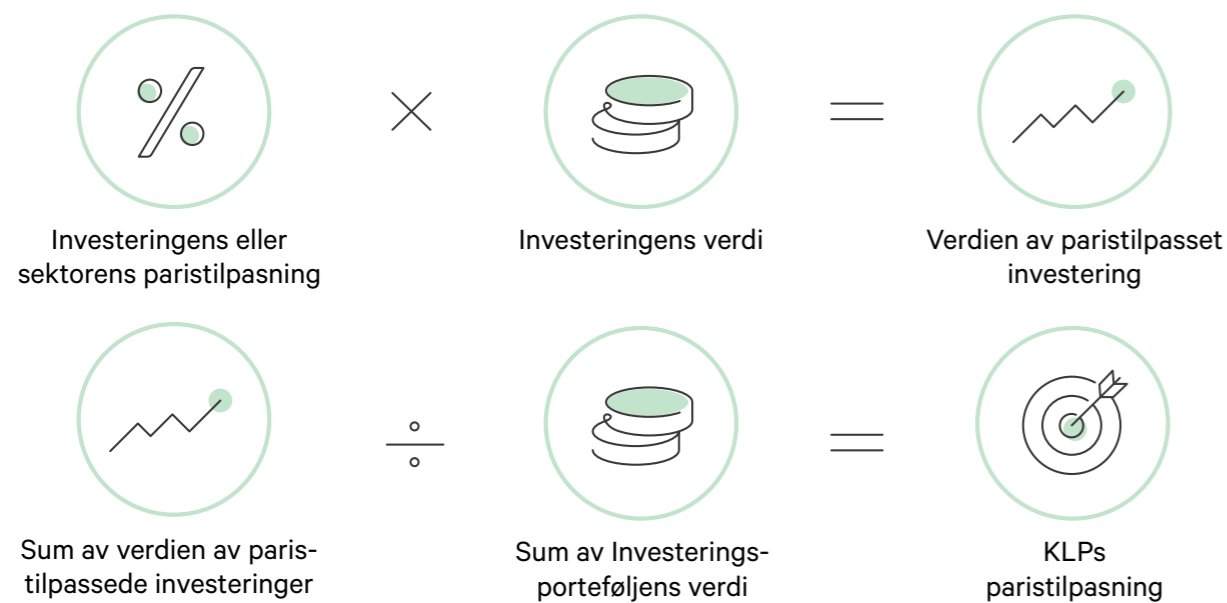 Investeringens eller
sektorens paristilpasning
Investeringens verdi
Verdien av paristilpasset
investering
Sum av verdien av paris-
tilpassede investeringer
Sum av Investerings-
porteføljens verdi
KLPs
paristilpasning